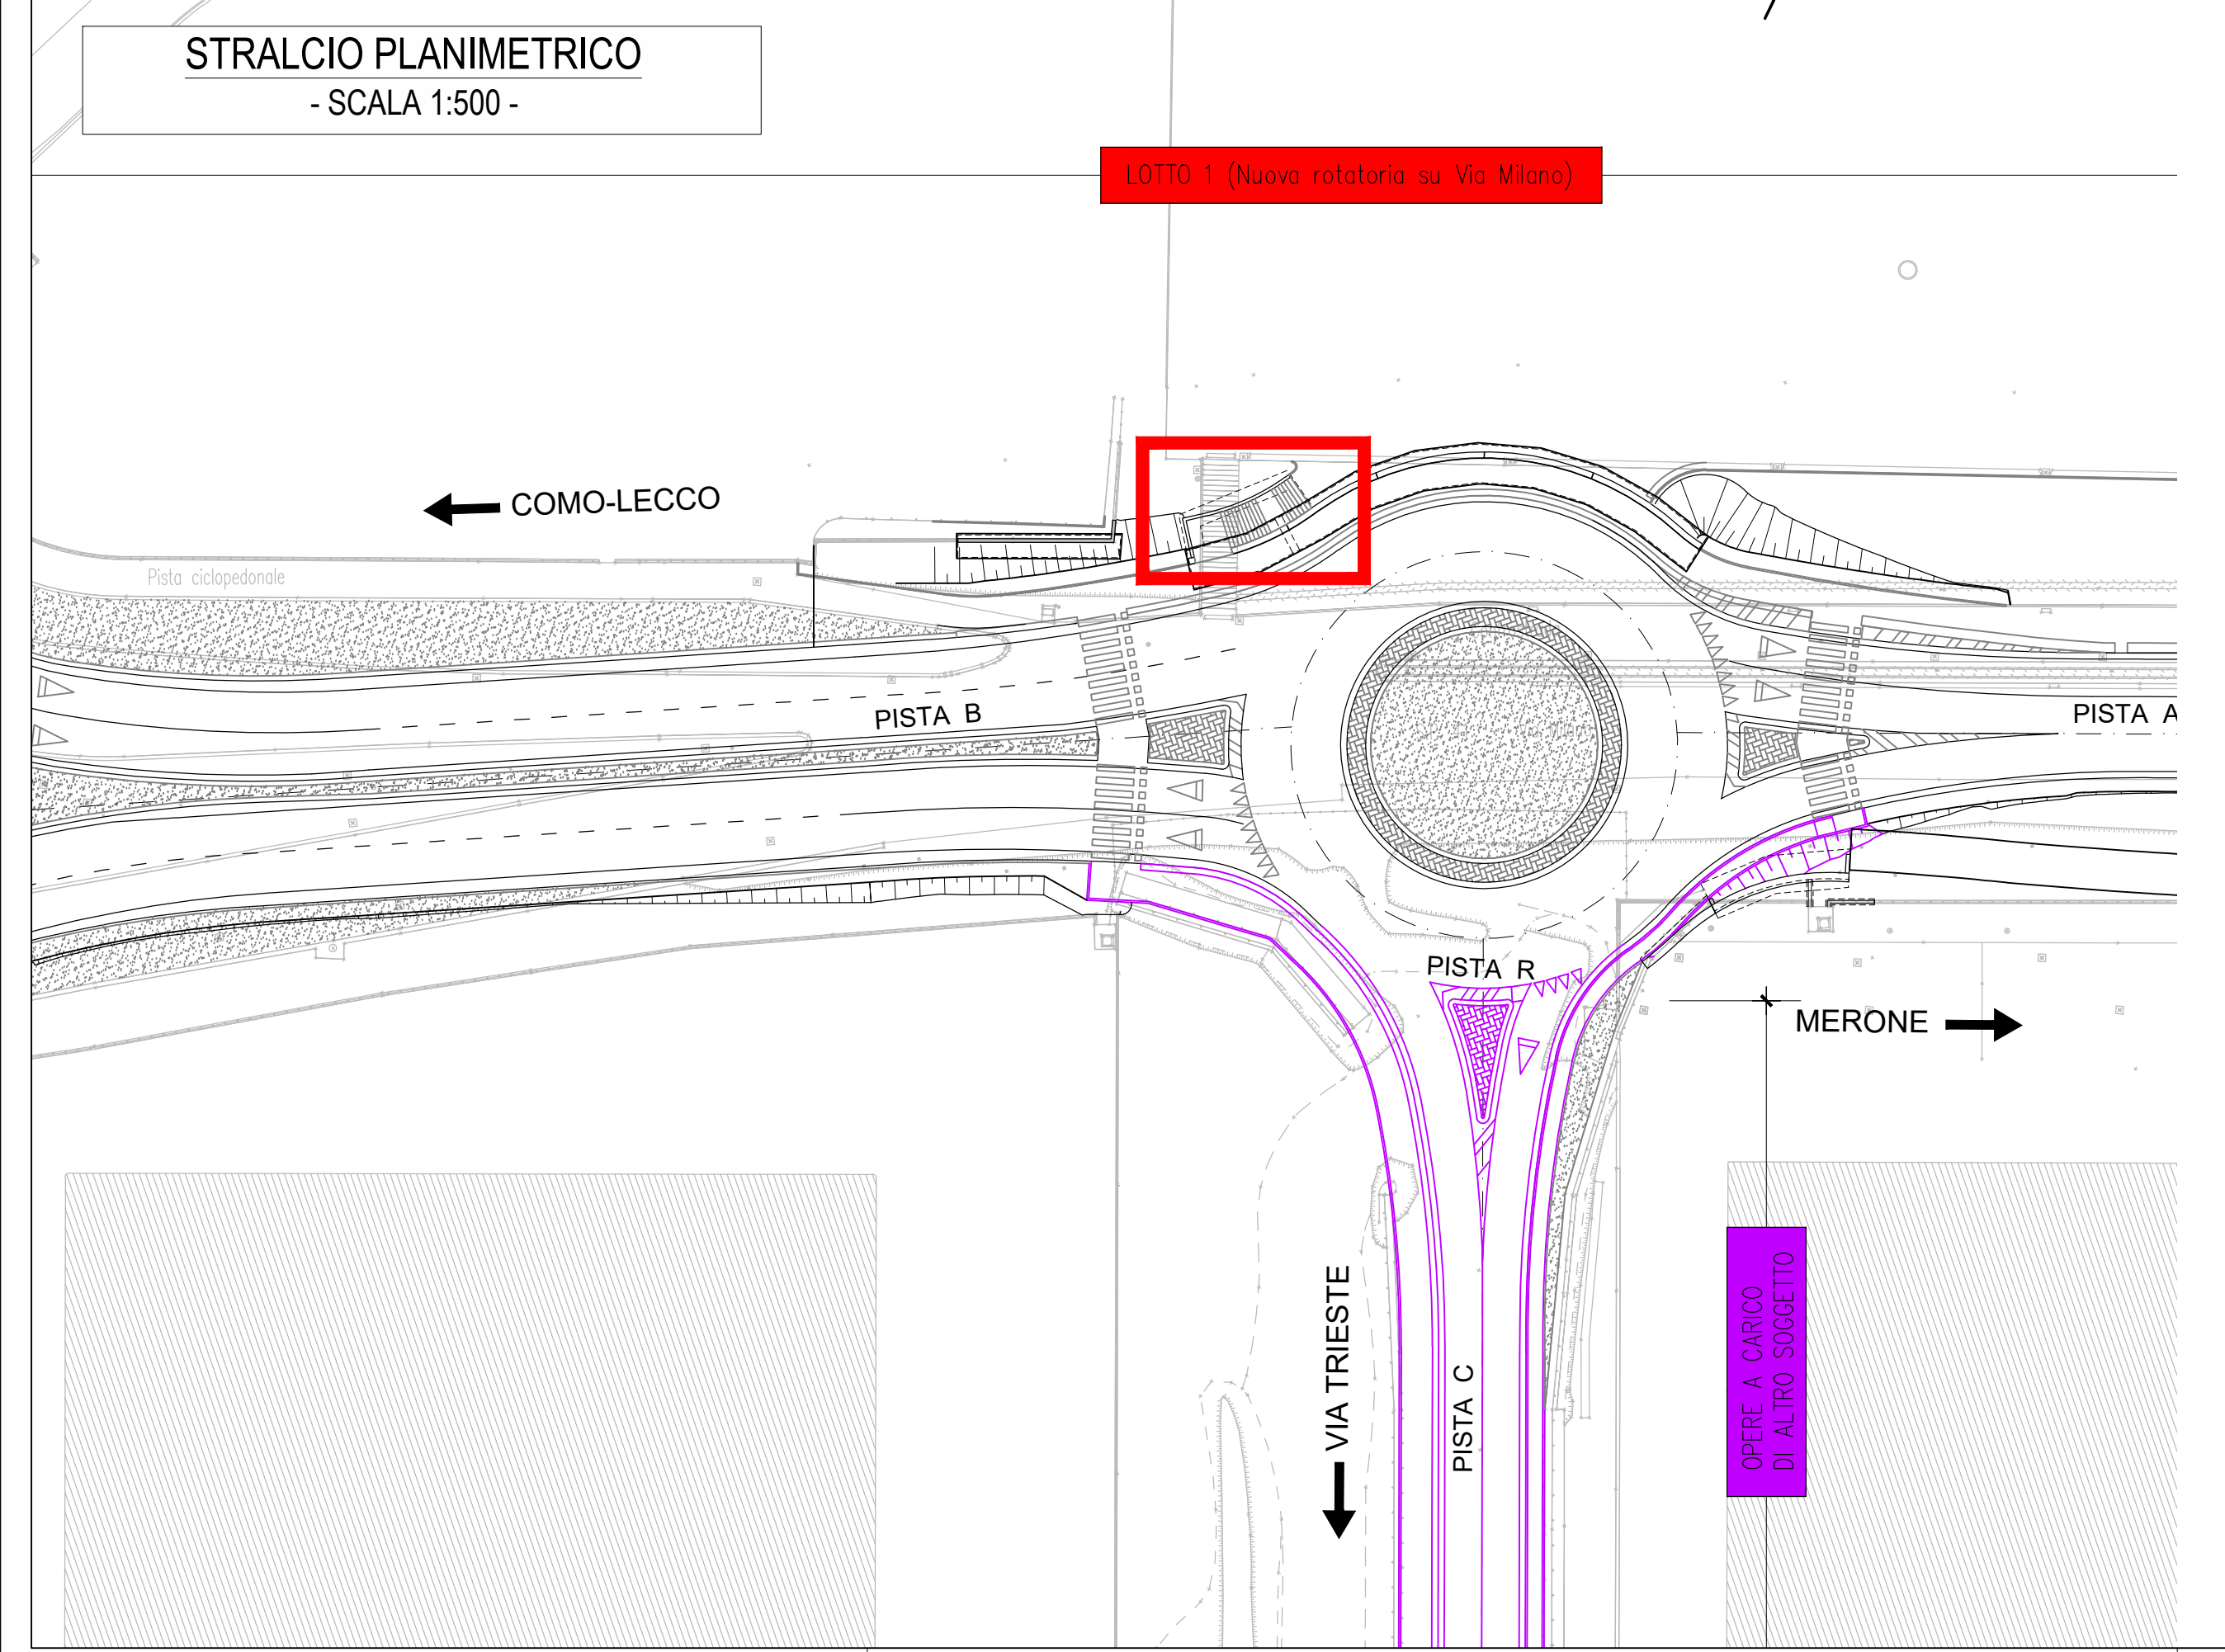 STRALCIO PLANIMETRICO
- SCALA 1:500 -
LOTTO 1 (Nuova rotatoria su Via Milano)
COMO-LECCO
Pista ciclopedonale
PISTA B
PISTA A
PISTA R
MERONE
VIA TRIESTE
PISTA C
OPERE A CARICO
DI ALTRO SOGGETTO